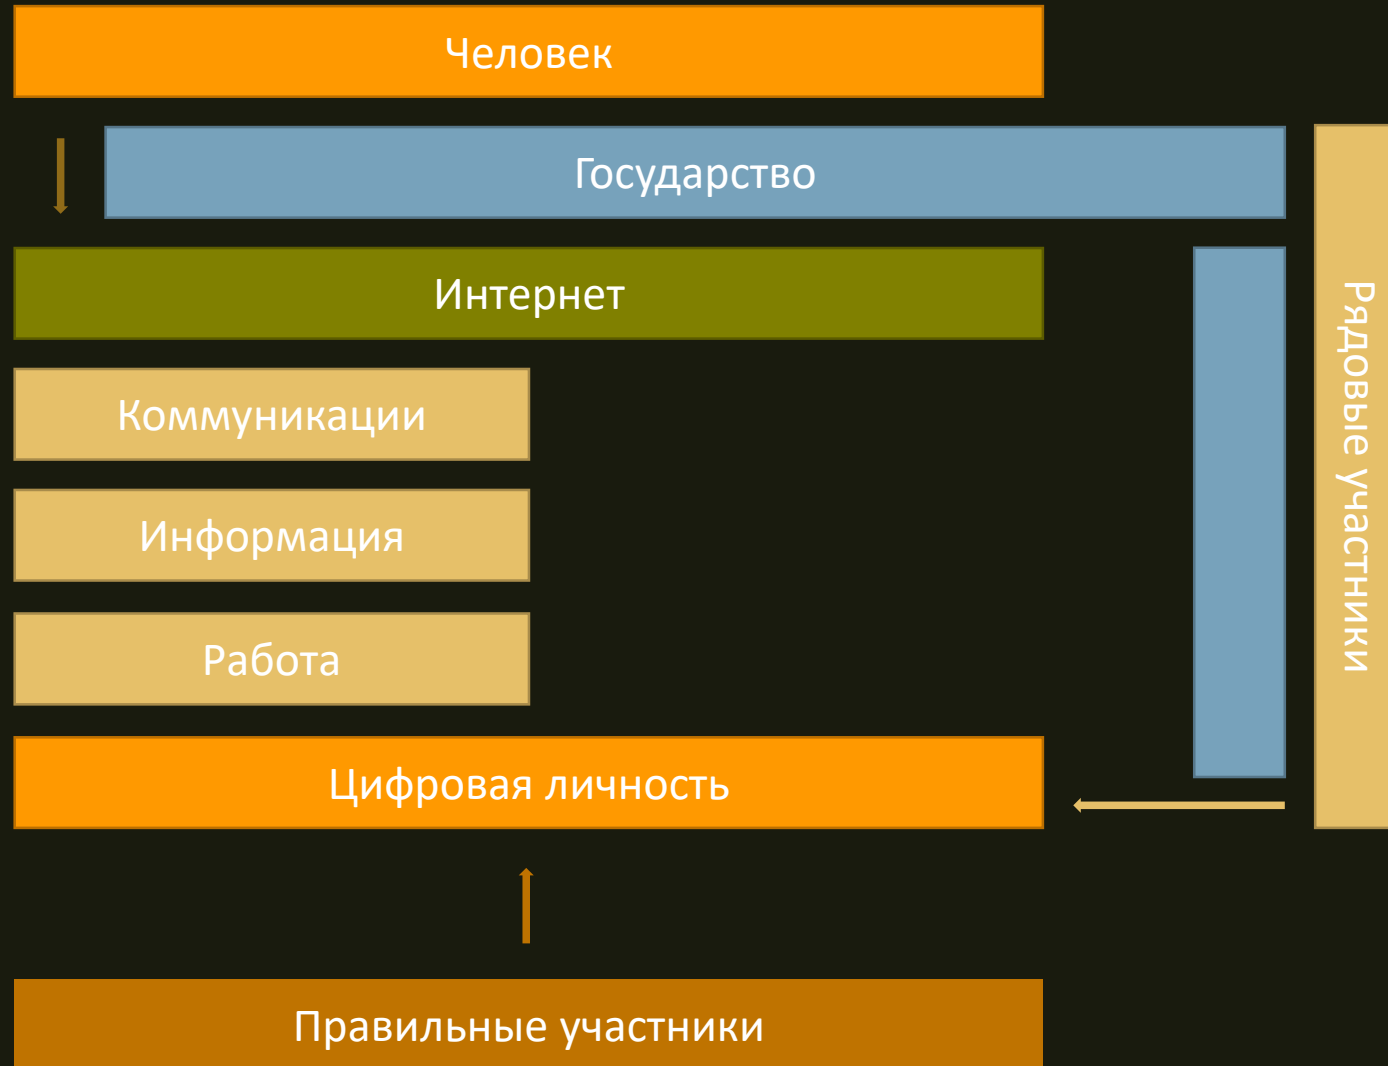 Человек
Государство
Интернет
Коммуникации
Информация
Работа
Цифровая личность
Правильные участники
Рядовые участники